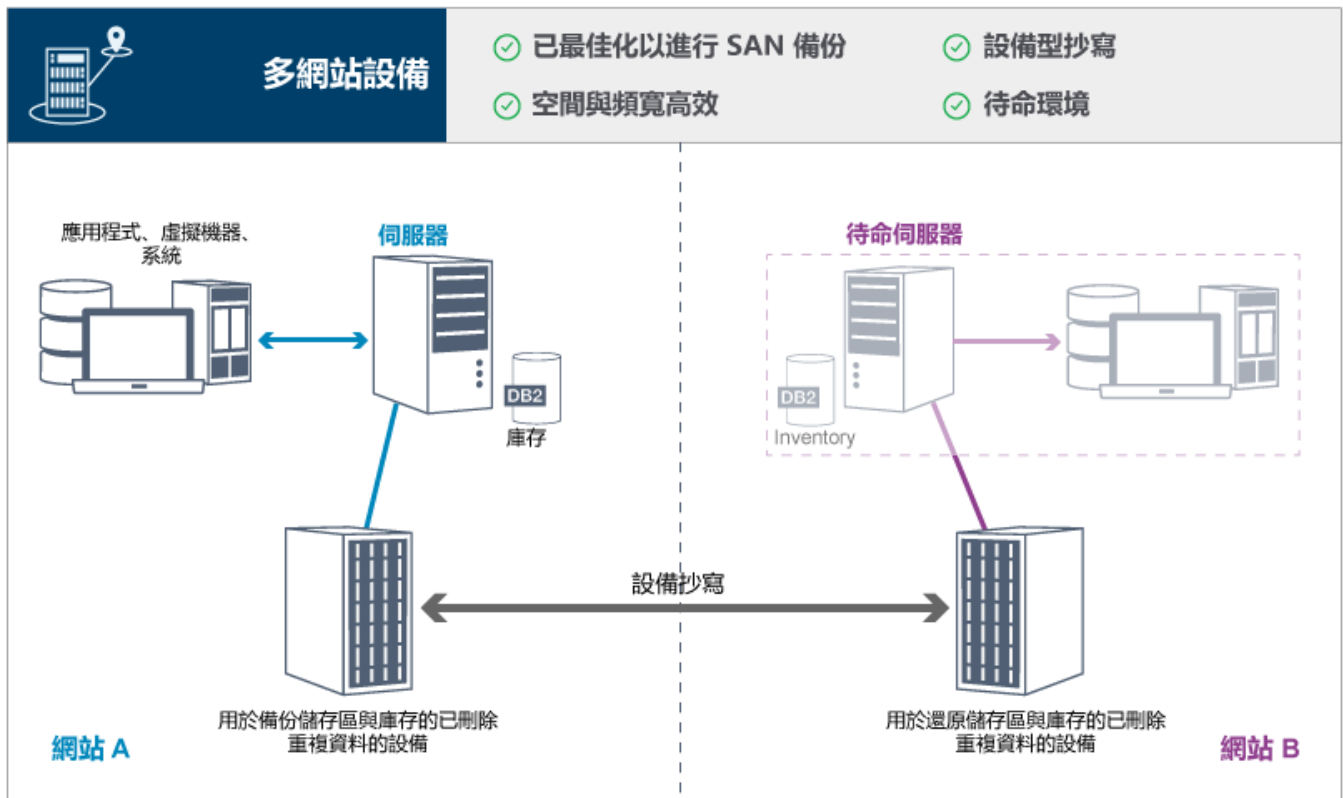 多網站設備
已最佳化以進行 SAN 備份
設備型抄寫
空間與頻寬高效
待命環境
應用程式、虛擬機器、
系統
伺服器
DB2
庫存
待命伺服器
DB2
Inventory
設備抄寫
用於備份儲存區與庫存的已刪除
重複資料的設備
網站 A
用於還原儲存區與庫存的已刪除
重複資料的設備
網站 B